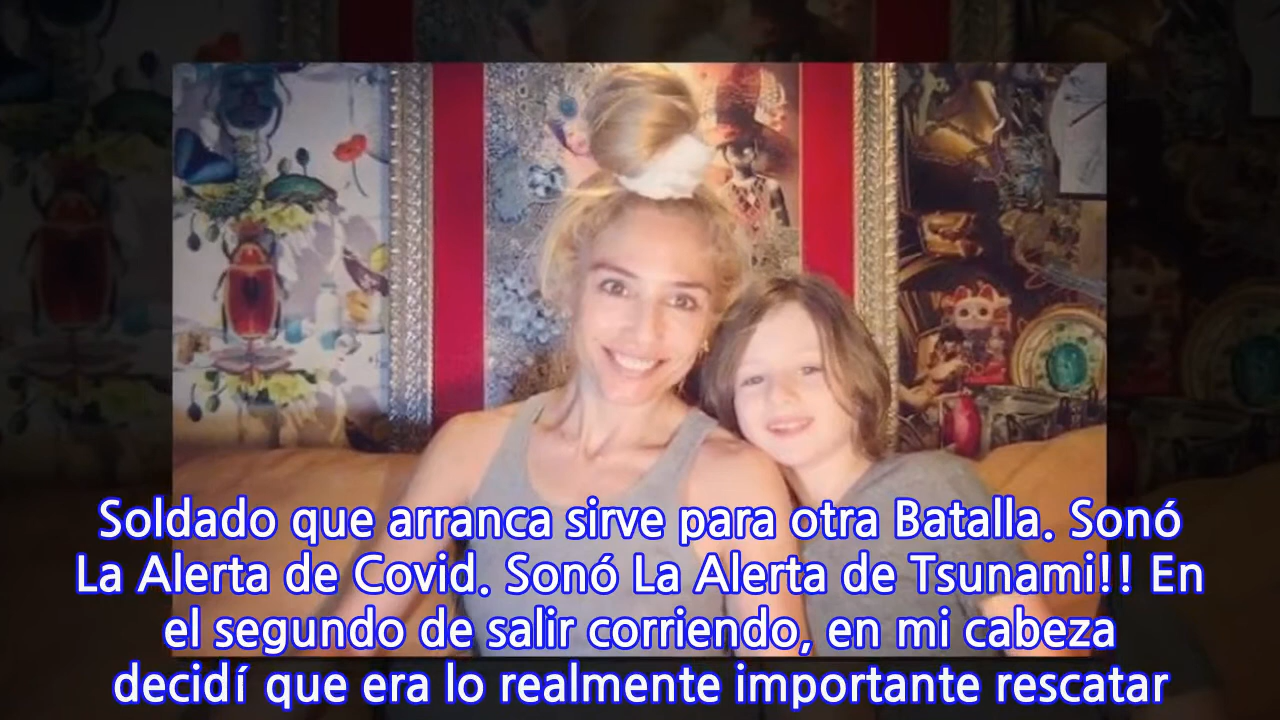 Soldado que arranca sirve para otra Batalla. Sonó
La Alerta de Covid. Sonó La Alerta de Tsunami!! En
el segundo de salir corriendo, en mi cabeza
decidí que era lo realmente importante rescatar